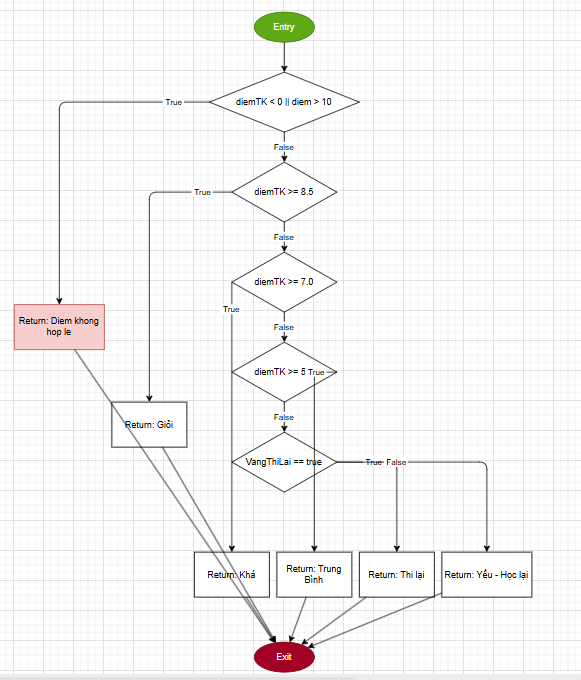 Entry
diemTK < 0 || diem > 10
True
False
diemTK >= 8.5
True
False
diemTK >= 7.0
True
False
Return: Diem khong
hop le
diemTK >= 5
True
False
Return: Giỏi
VangThiLai == true
True
False
Return: Khá
Return: Trung
Bình
Return: Thi lại
Return: Yếu - Học lại
Exit